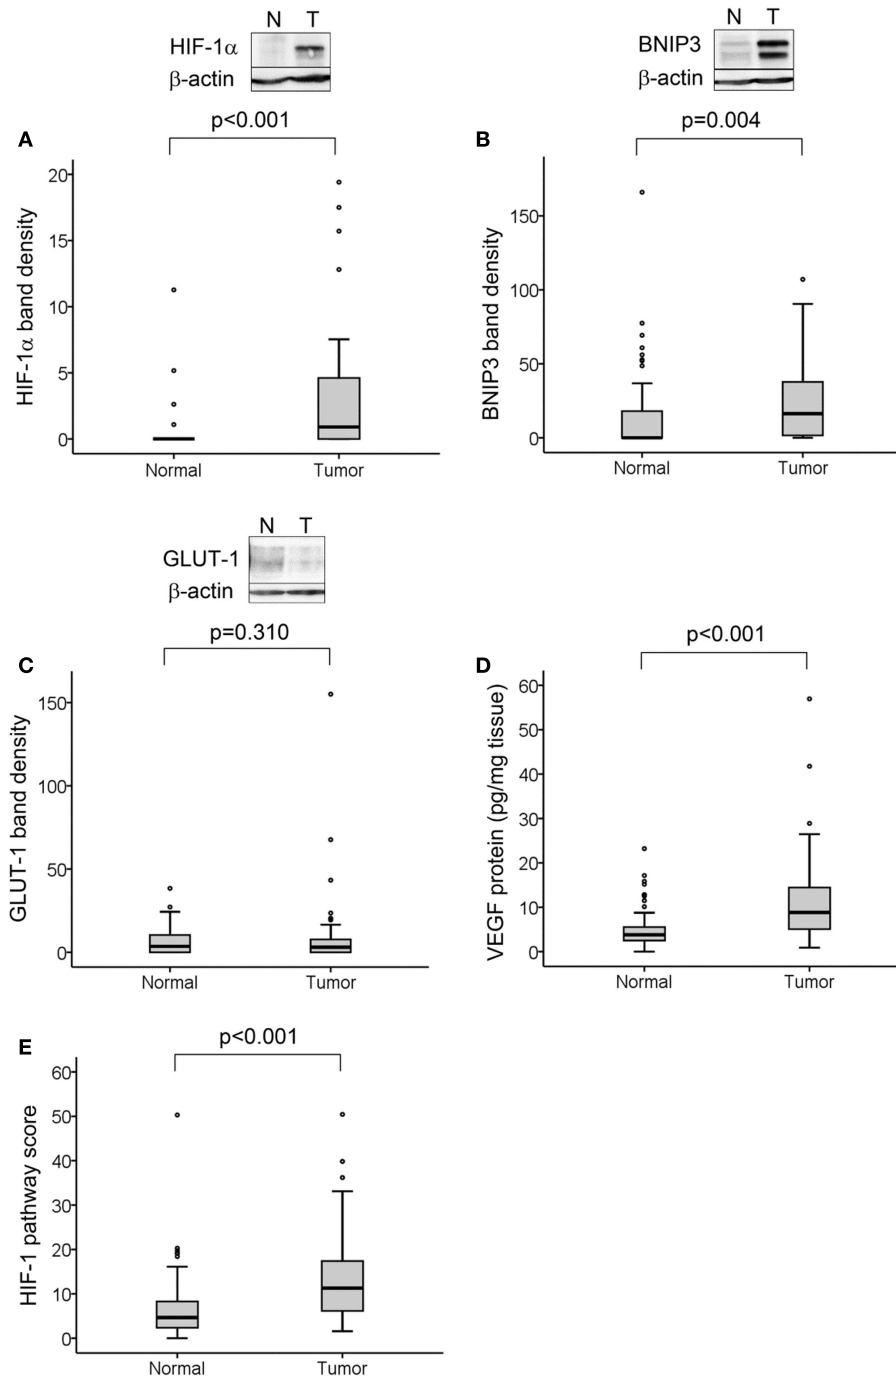 N T
HIF-1α
β-actin
p<0.001
A
HIF-1α band density
20
15
10
5
0
Normal Tumor
N T
BNIP3
β-actin
p=0.004
B
BNIP3 band density
150
100
50
0
Normal Tumor
N T
GLUT-1
β-actin
p=0.310
C
GLUT-1 band density
150
100
50
0
Normal Tumor
p<0.001
D
VEGF protein (pg/mg tissue)
60
50
40
30
20
10
0
Normal Tumor
p<0.001
E
HIF-1 pathway score
60
50
40
30
20
10
0
Normal Tumor